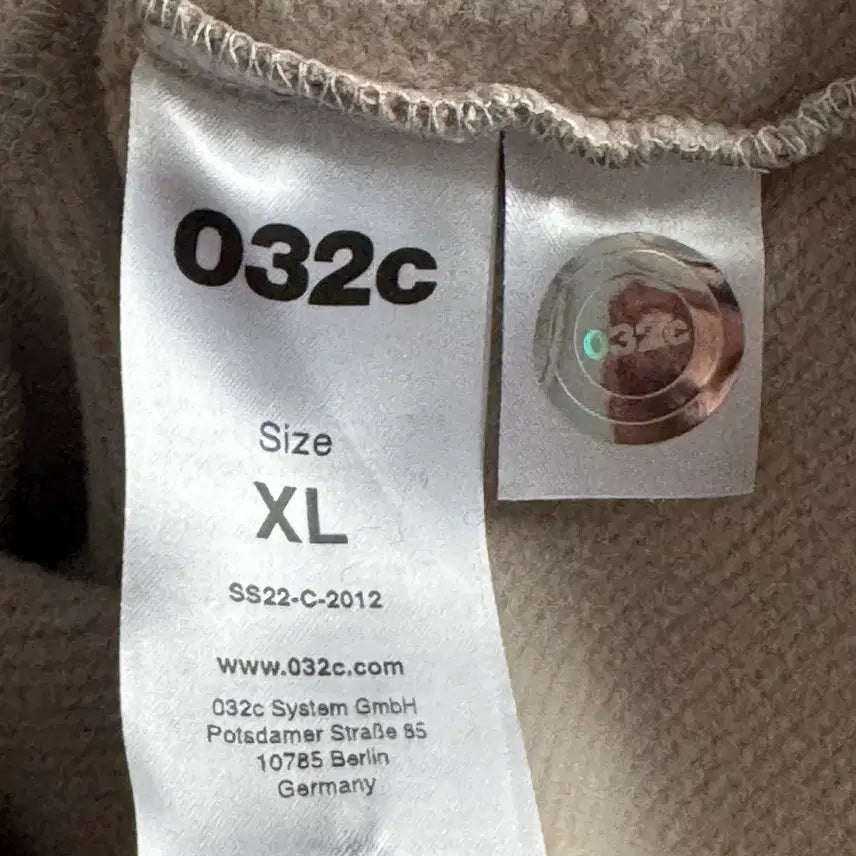 032c
Size
XL
SS22-C-2012
www.032c.com
032c System GmbH
Potsdamer Straße 85
10785 Berlin
Germany
032c